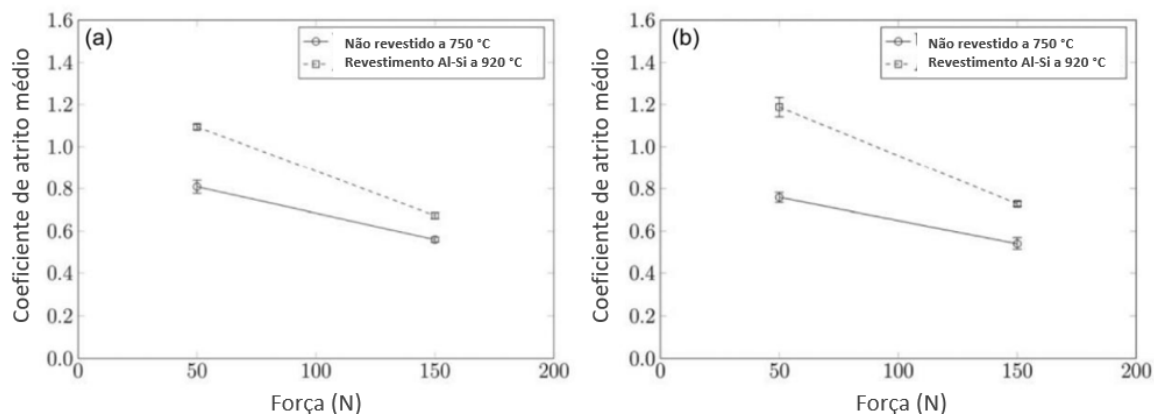 (a)
Não revestido a 750 °C
Revestimento Al-Si a 920 °C
Coeficiente de atrito médio
1.6
1.4
1.2
1.0
0.8
0.6
0.4
0.2
0.0
0 50 100 150 200
Força (N)
(b)
Não revestido a 750 °C
Revestimento Al-Si a 920 °C
Coeficiente de atrito médio
1.6
1.4
1.2
1.0
0.8
0.6
0.4
0.2
0.0
0 50 100 150 200
Força (N)